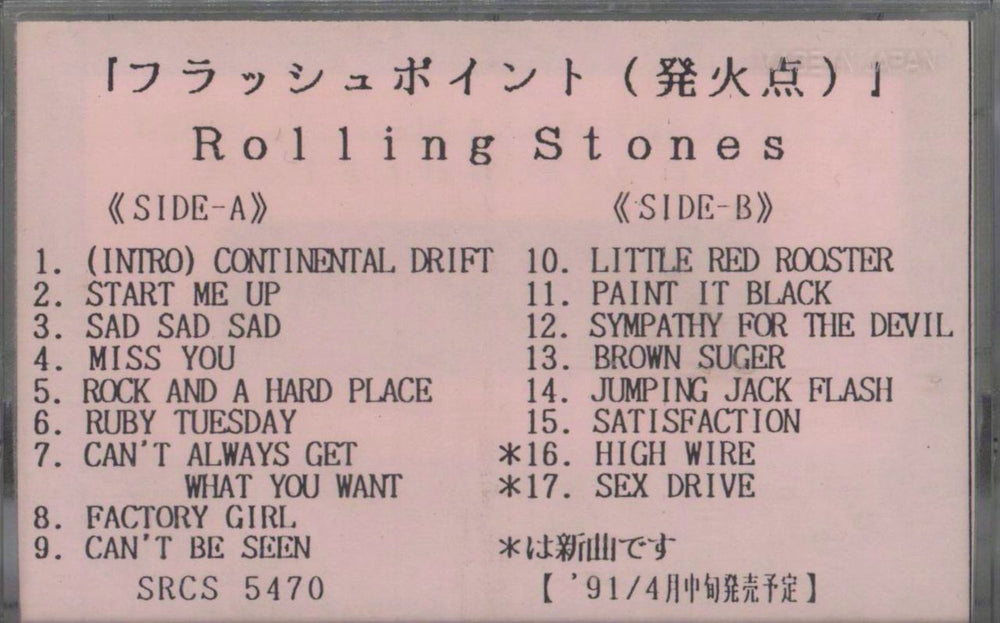 「フラッシュポイント（発火点）」
Rolling Stones
《SIDE-A》
1. (INTRO) CONTINENTAL DRIFT
2. START ME UP
3. SAD SAD SAD
4. MISS YOU
5. ROCK AND A HARD PLACE
6. RUBY TUESDAY
7. CAN'T ALWAYS GET
WHAT YOU WANT
8. FACTORY GIRL
9. CAN'T BE SEEN
SRCS 5470
《SIDE-B》
10. LITTLE RED ROOSTER
11. PAINT IT BLACK
12. SYMPATHY FOR THE DEVIL
13. BROWN SUGER
14. JUMPING JACK FLASH
15. SATISFACTION
*16. HIGH WIRE
*17. SEX DRIVE
*は新曲です
【 '91/4月中旬発売予定】